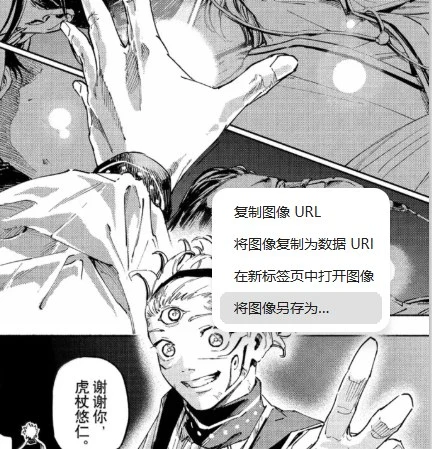 复制图像 URL
将图像复制为数据 URI
在新标签页中打开图像
将图像另存为...
谢谢你，
虎杖悠仁。